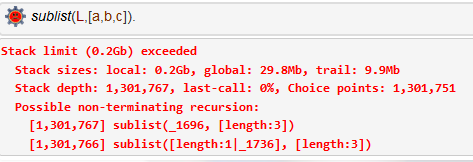 sublist(L,[a,b,c]).
Stack limit (0.2Gb) exceeded
Stack sizes: local: 0.2Gb, global: 29.8Mb, trail: 9.9Mb
Stack depth: 1,301,767, last-call: 0%, Choice points: 1,301,751
Possible non-terminating recursion:
[1,301,767] sublist(_1696, [length:3])
[1,301,766] sublist([length:1|_1736], [length:3])